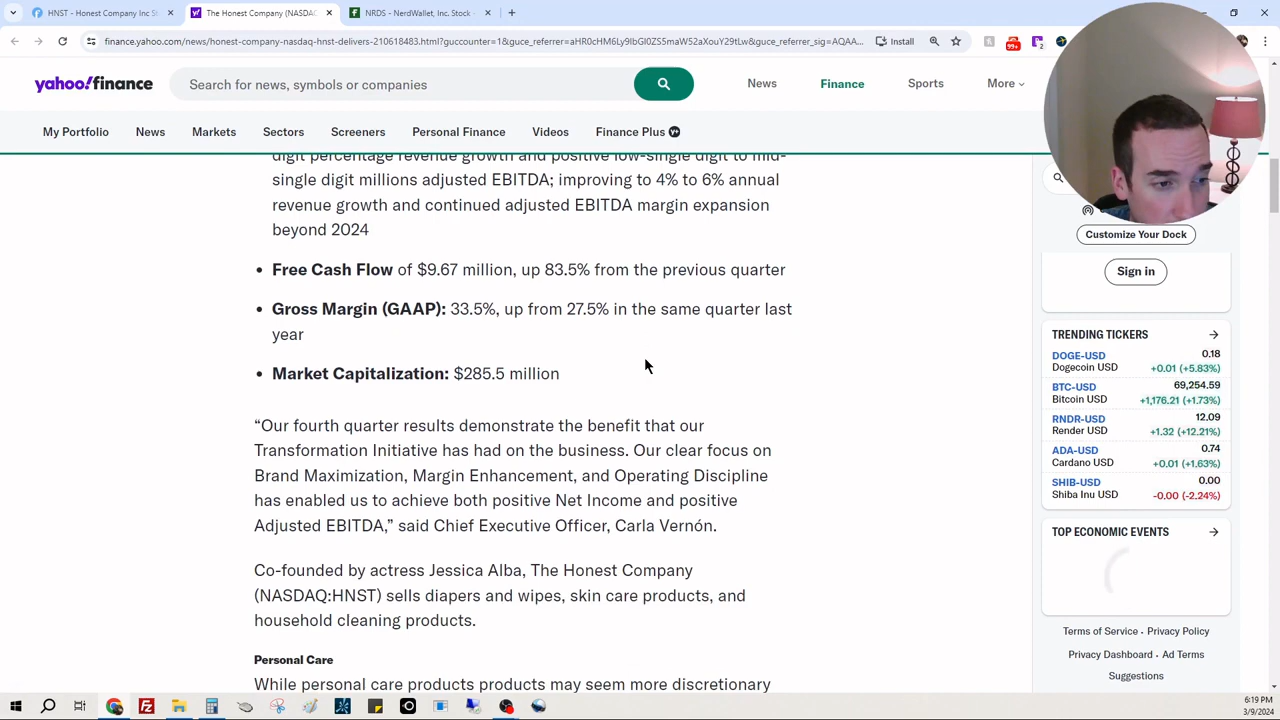 HNST - Honest Company Inc S
The Honest Company (NASDA
NRDS - NerdWallet, Inc. Stock
finance.yahoo.com/news/honest-company-nasdaq-hnst-delivers-210618483.html?guccounter=1&guce_referrer=
Install
99+
2
yahoo!finance
Search for news, symbols or companies
News
Finance
Sports
More
My Portfolio
News
Markets
Sectors
Screeners
Personal Finance
Videos
Finance Plus
digit percentage revenue growth and positive low-single digit to mid-
single digit millions adjusted EBITDA; improving to 4% to 6% annual
revenue growth and continued adjusted EBITDA margin expansion
beyond 2024
• Free Cash Flow of $9.67 million, up 83.5% from the previous quarter
• Gross Margin (GAAP): 33.5%, up from 27.5% in the same quarter last
year
• Market Capitalization: $285.5 million
“Our fourth quarter results demonstrate the benefit that our
Transformation Initiative has had on the business. Our clear focus on
Brand Maximization, Margin Enhancement, and Operating Discipline
has enabled us to achieve both positive Net Income and positive
Adjusted EBITDA,” said Chief Executive Officer, Carla Vernón.
Co-founded by actress Jessica Alba, The Honest Company
(NASDAQ:HNST) sells diapers and wipes, skin care products, and
household cleaning products.
Personal Care
While personal care products products may seem more discretionary
Customize Your Dock
Sign in
TRENDING TICKERS
DOGE-USD 0.18
Dogecoin USD +0.01 (+5.83%)
BTC-USD 69,254.59
Bitcoin USD +1,176.21 (+1.73%)
RNDR-USD 12.09
Render USD +1.32 (+12.21%)
ADA-USD 0.74
Cardano USD +0.01 (+1.63%)
SHIB-USD 0.00
Shiba Inu USD -0.00 (-2.24%)
TOP ECONOMIC EVENTS
Terms of Service • Privacy Policy
Privacy Dashboard • Ad Terms
Suggestions
6:19 PM
3/9/2024